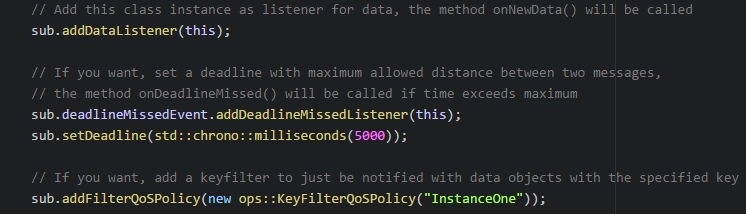 // Add this class instance as listener for data, the method onNewData() will be called
sub.addDataListener(this);
// If you want, set a deadline with maximum allowed distance between two messages,
// the method onDeadlineMissed() will be called if time exceeds maximum
sub.deadlineMissedEvent.addDeadlineMissedListener(this);
sub.setDeadline(std::chrono::milliseconds(5000));
// If you want, add a keyfilter to just be notified with data objects with the specified key
sub.addFilterQoSPolicy(new ops::KeyFilterQoSPolicy("InstanceOne"));